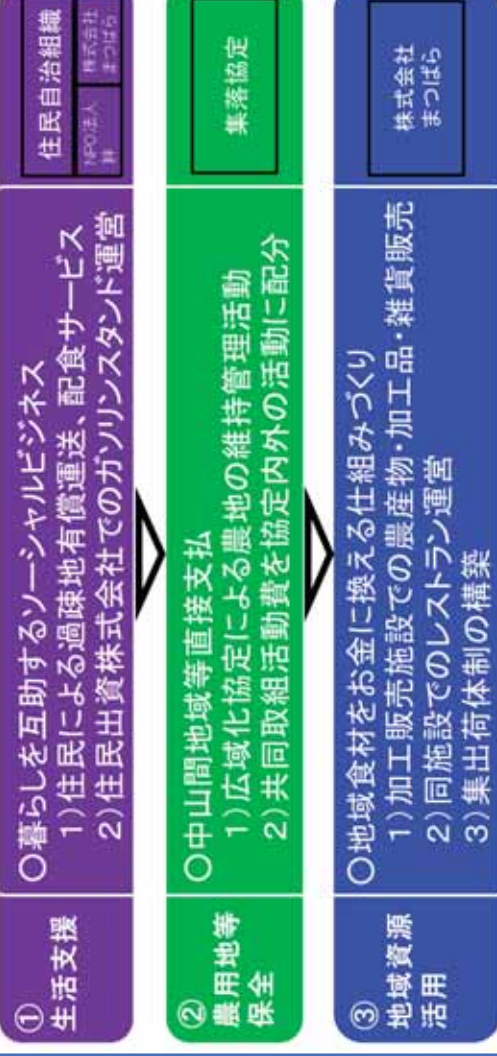 ①
生活支援
〇暮らしを互助するソーシャルビジネス
1)住民による過疎地有償運送、配食サービス
2)住民出資株式会社でのガソリンスタンド運営
住民自治組織
NPO法人
絆
株式会社
まつばら
②
農用地等
保全
〇中山間地域等直接支払
1)広域化協定による農地の維持管理活動
2)共同取組活動費を協定内外の活動に配分
集落協定
③
地域資源
活用
〇地域食材をお金に換える仕組みづくり
1)加工販売施設での農産物・加工品・雑貨販売
2)同施設でのレストラン運営
3)集出荷体制の構築
株式会社
まつばら